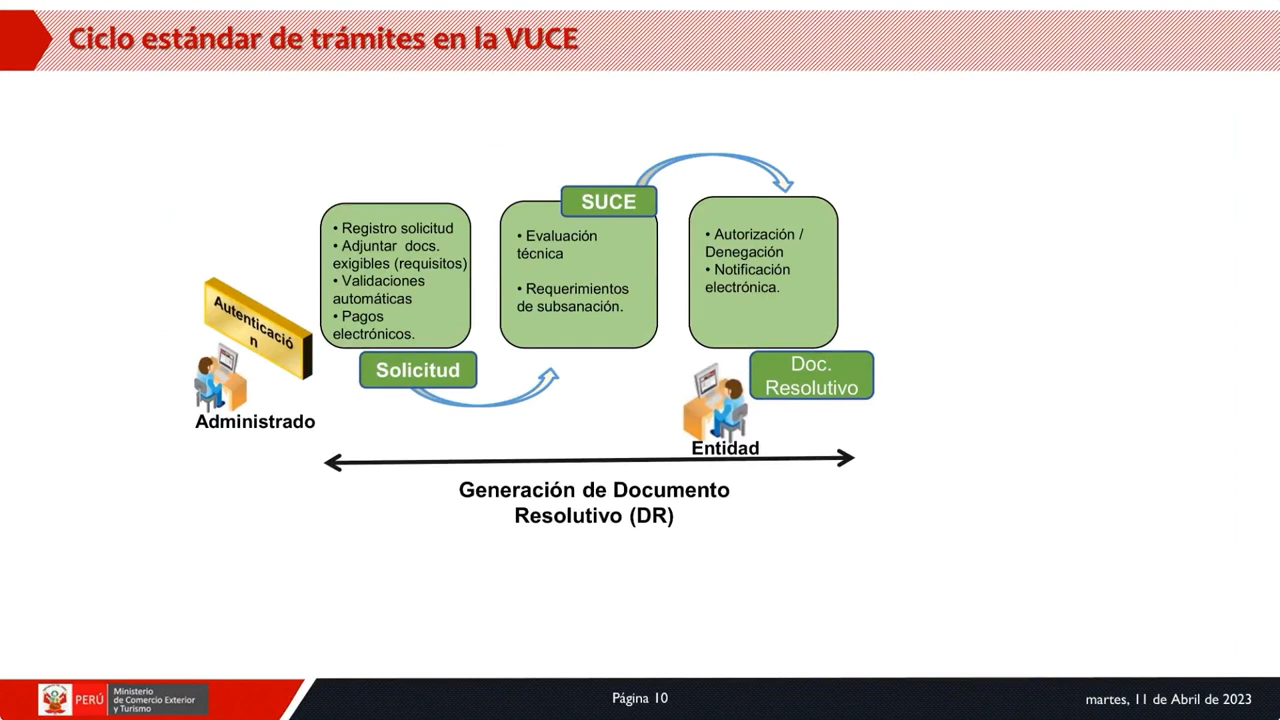 Ciclo estándar de trámites en la VUCE
• Registro solicitud
• Adjuntar docs.
exigibles (requisitos)
• Validaciones
automáticas
• Pagos
electrónicos.
Solicitud
SUCE
• Evaluación
técnica
• Requerimientos
de subsanación.
• Autorización /
Denegación
• Notificación
electrónica.
Doc.
Resolutivo
Autenticació
n
Administrado
Entidad
Generación de Documento
Resolutivo (DR)
PERÚ
Ministerio
de Comercio Exterior
y Turismo
Página 10
martes, 11 de Abril de 2023